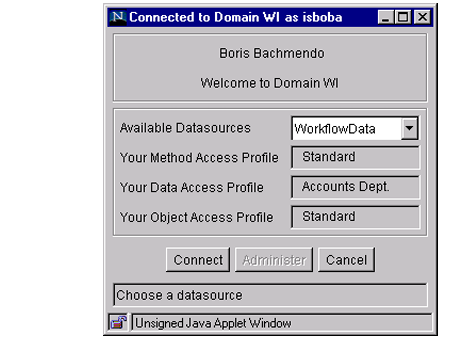 Connected to Domain WI as isboba
Boris Bachmendo
Welcome to Domain WI
Available Datasources WorkflowData
Your Method Access Profile Standard
Your Data Access Profile Accounts Dept.
Your Object Access Profile Standard
Connect Administer Cancel
Choose a datasource
Unsigned Java Applet Window